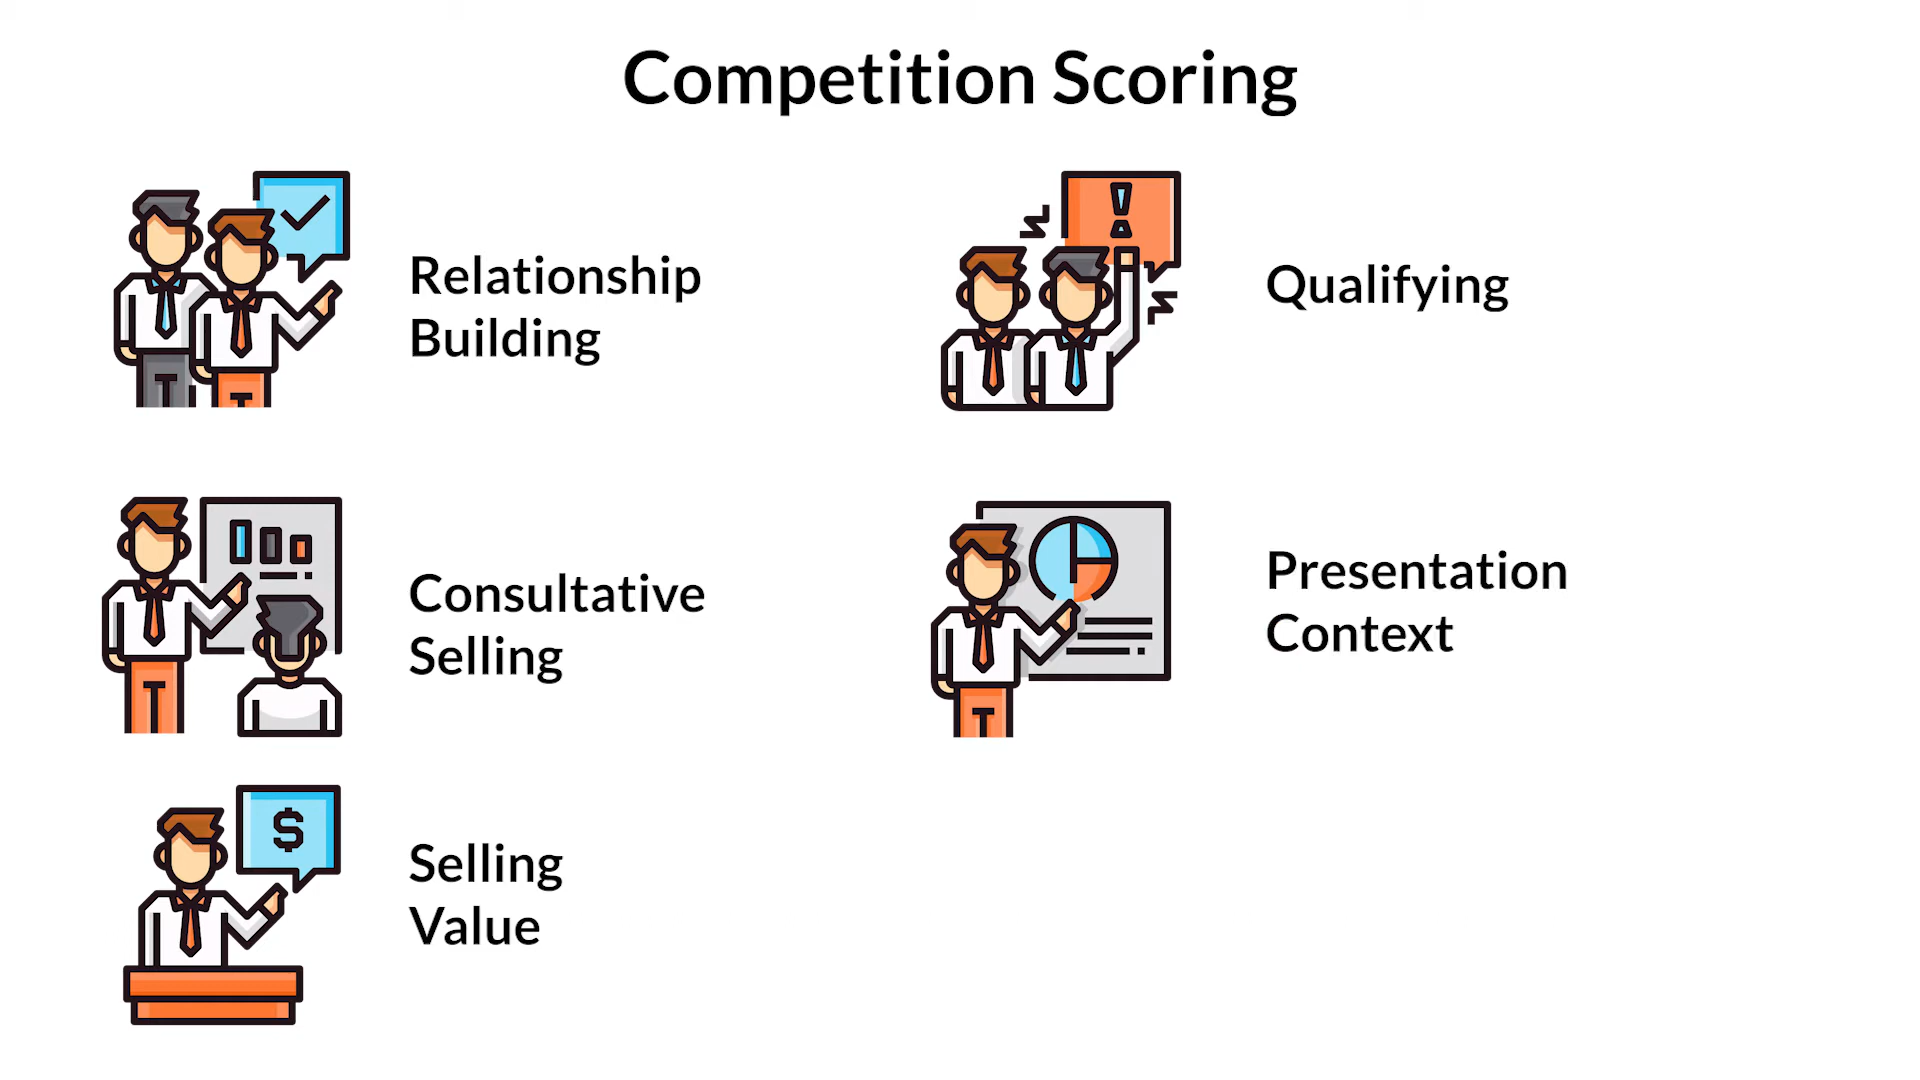 Competition Scoring
Relationship
Building
Qualifying
Consultative
Selling
Presentation
Context
$
Selling
Value